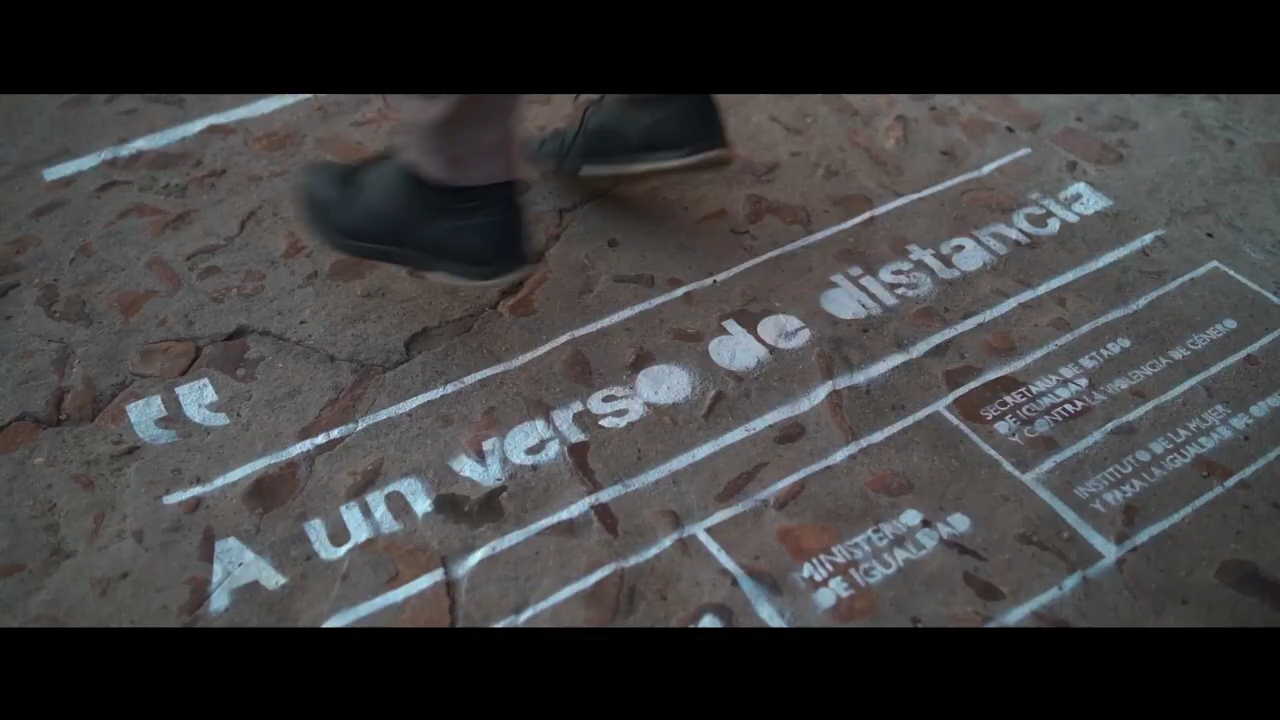 “
A un verso de distancia
MINISTERIO
DE IGUALDAD
SECRETARIA DE ESTADO
DE IGUALDAD
Y CONTRA LA VIOLENCIA DE GÉNERO
INSTITUTO DE LA MUJER
Y PARA LA IGUALDAD DE